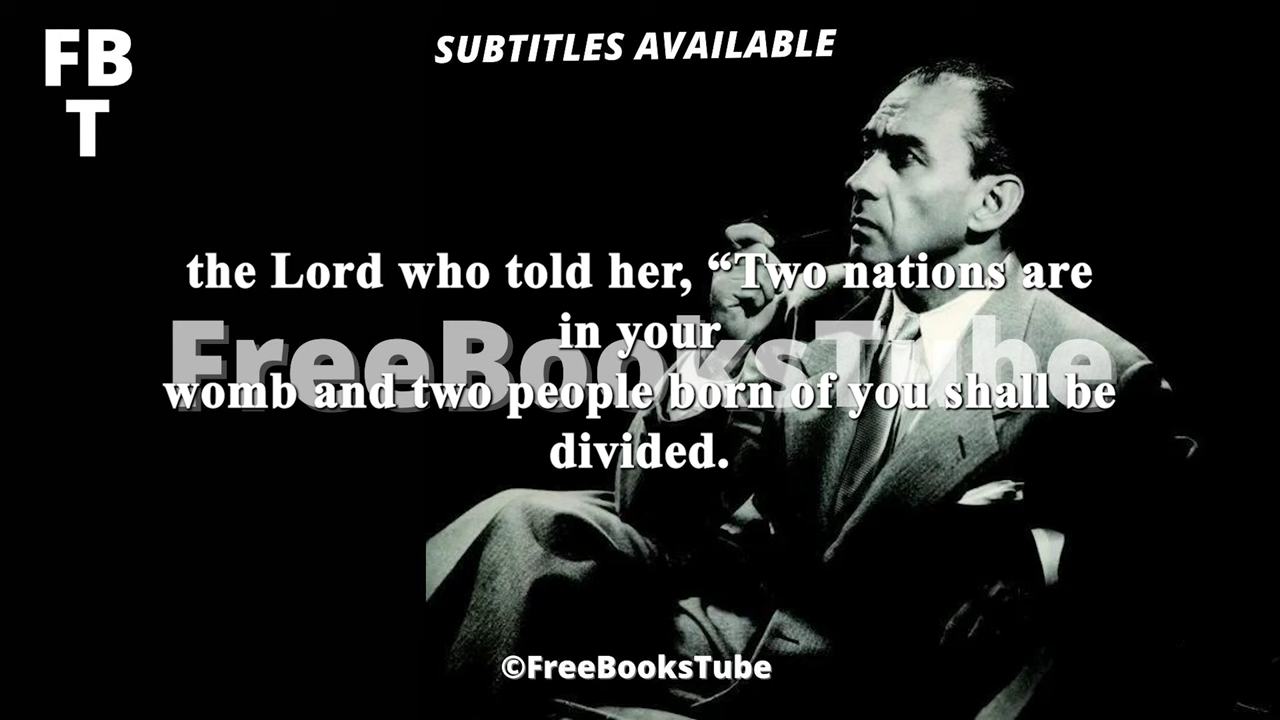 FB
T
SUBTITLES AVAILABLE
the Lord who told her, “Two nations are
in your
FreeBooksTube
womb and two people born of you shall be
divided.
©FreeBooksTube